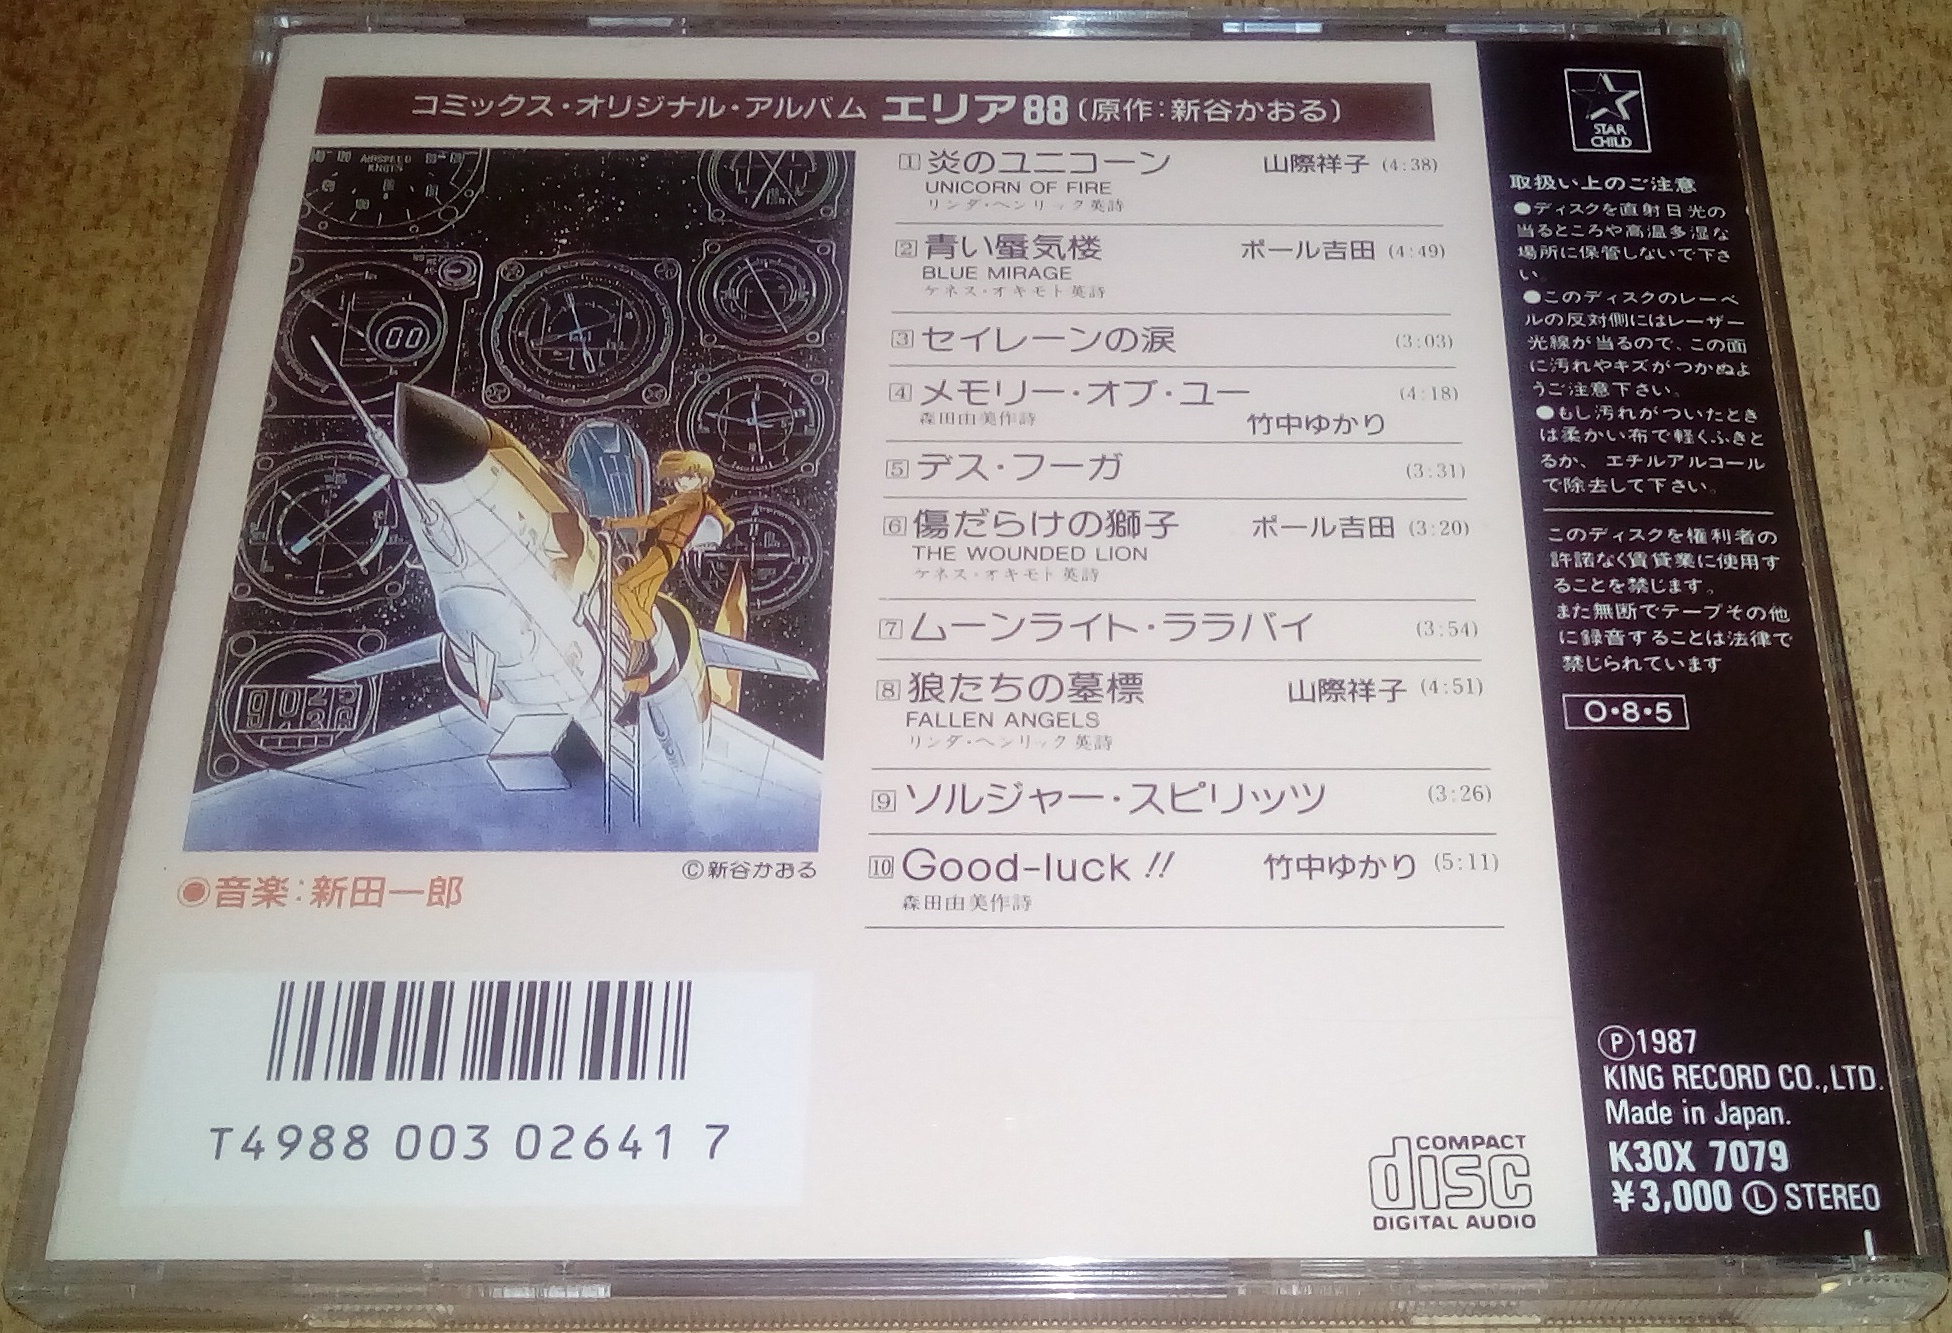 コミックス・オリジナル・アルバム エリア88(原作:新谷かおる)
AIRSPEED
KNOTS
00
©新谷かおる
●音楽:新田一郎
T4988 003 02641 7
1 炎のユニコーン 山際祥子 (4:38)
UNICORN OF FIRE
リンダ・ヘンリック英詩
2 青い蜃気楼 ポール吉田 (4:49)
BLUE MIRAGE
ケネス・オキモト英詩
3 セイレーンの涙 (3:03)
4 メモリー・オブ・ユー (4:18)
森田由美作詩 竹中ゆかり
5 デス・フーガ (3:31)
6 傷だらけの獅子 ポール吉田 (3:20)
THE WOUNDED LION
ケネス・オキモト英詩
7 ムーンライト・ララバイ (3:54)
8 狼たちの墓標 山際祥子 (4:51)
FALLEN ANGELS
リンダ・ヘンリック英詩
9 ソルジャー・スピリッツ (3:26)
10 Good-luck!! 竹中ゆかり (5:11)
森田由美作詩
COMPACT
disc
DIGITAL AUDIO
STAR
CHILD
取扱い上のご注意
●ディスクを直射日光の
当るところや高温多湿な
場所に保管しないで下さ
い。
●このディスクのレーベ
ルの反対側にはレーザー
光線が当るので、この面
に汚れやキズがつかぬよ
うご注意下さい。
●もし汚れがついたとき
は柔かい布で軽くふきと
るか、エチルアルコール
で除去して下さい。
このディスクを権利者の
許諾なく賃貸業に使用す
ることを禁じます。
また無断でテープその他
に録音することは法律で
禁じられています
O・8・5
Ⓟ1987
KING RECORD CO.,LTD.
Made in Japan.
K30X 7079
¥3,000 Ⓛ STEREO